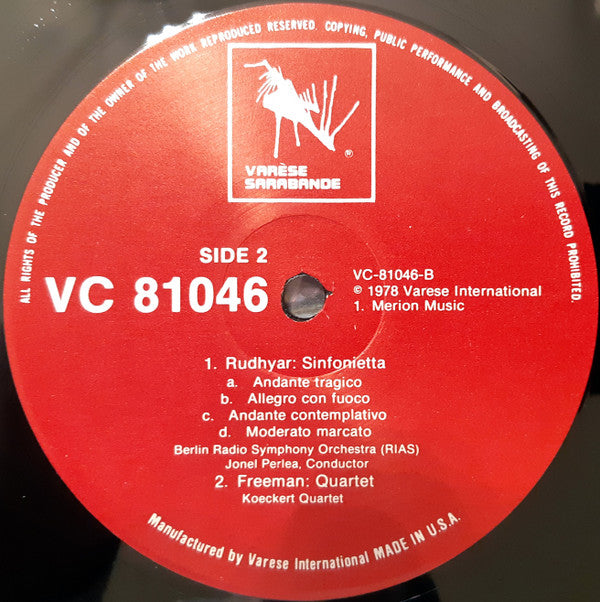 ALL RIGHTS OF THE PRODUCER AND OF THE OWNER OF THE WORK REPRODUCED RESERVED. COPYING, PUBLIC PERFORMANCE AND BROADCASTING OF THIS RECORD PROHIBITED.
VARÈSE
SARABANDE
®
SIDE 2
VC 81046
VC-81046-B
© 1978 Varese International
1. Merion Music
1. Rudhyar: Sinfonietta
a. Andante tragico
b. Allegro con fuoco
c. Andante contemplativo
d. Moderato marcato
Berlin Radio Symphony Orchestra (RIAS)
Jonel Perlea, Conductor
2. Freeman: Quartet
Koeckert Quartet
Manufactured by Varese International MADE IN U.S.A.